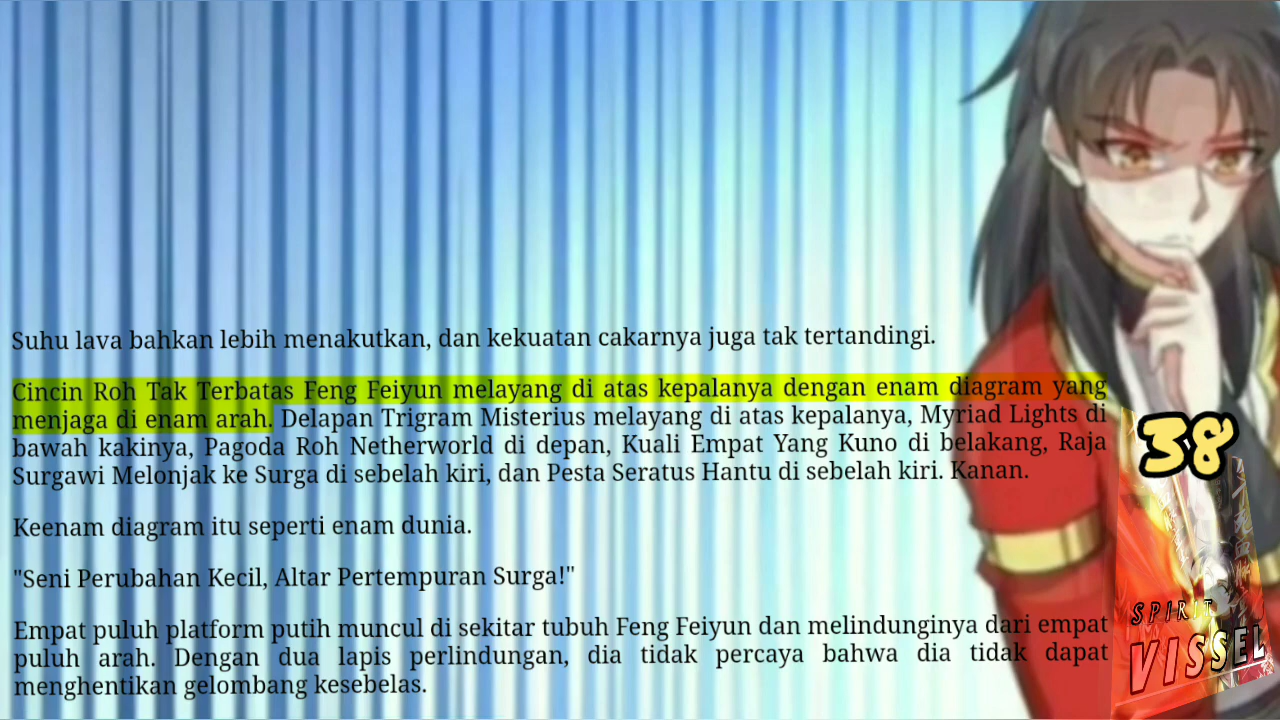 Suhu lava bahkan lebih menakutkan, dan kekuatan cakarnya juga tak tertandingi.
Cincin Roh Tak Terbatas Feng Feiyun melayang di atas kepalanya dengan enam diagram yang
menjaga di enam arah. Delapan Trigram Misterius melayang di atas kepalanya, Myriad Lights di
bawah kakinya, Pagoda Roh Netherworld di depan, Kuali Empat Yang Kuno di belakang, Raja
Surgawi Melonjak ke Surga di sebelah kiri, dan Pesta Seratus Hantu di sebelah kiri. Kanan.
Keenam diagram itu seperti enam dunia.
"Seni Perubahan Kecil, Altar Pertempuran Surga!"
Empat puluh platform putih muncul di sekitar tubuh Feng Feiyun dan melindunginya dari empat
puluh arah. Dengan dua lapis perlindungan, dia tidak percaya bahwa dia tidak dapat
menghentikan gelombang kesebelas.
38
SPIRIT
VISSEL